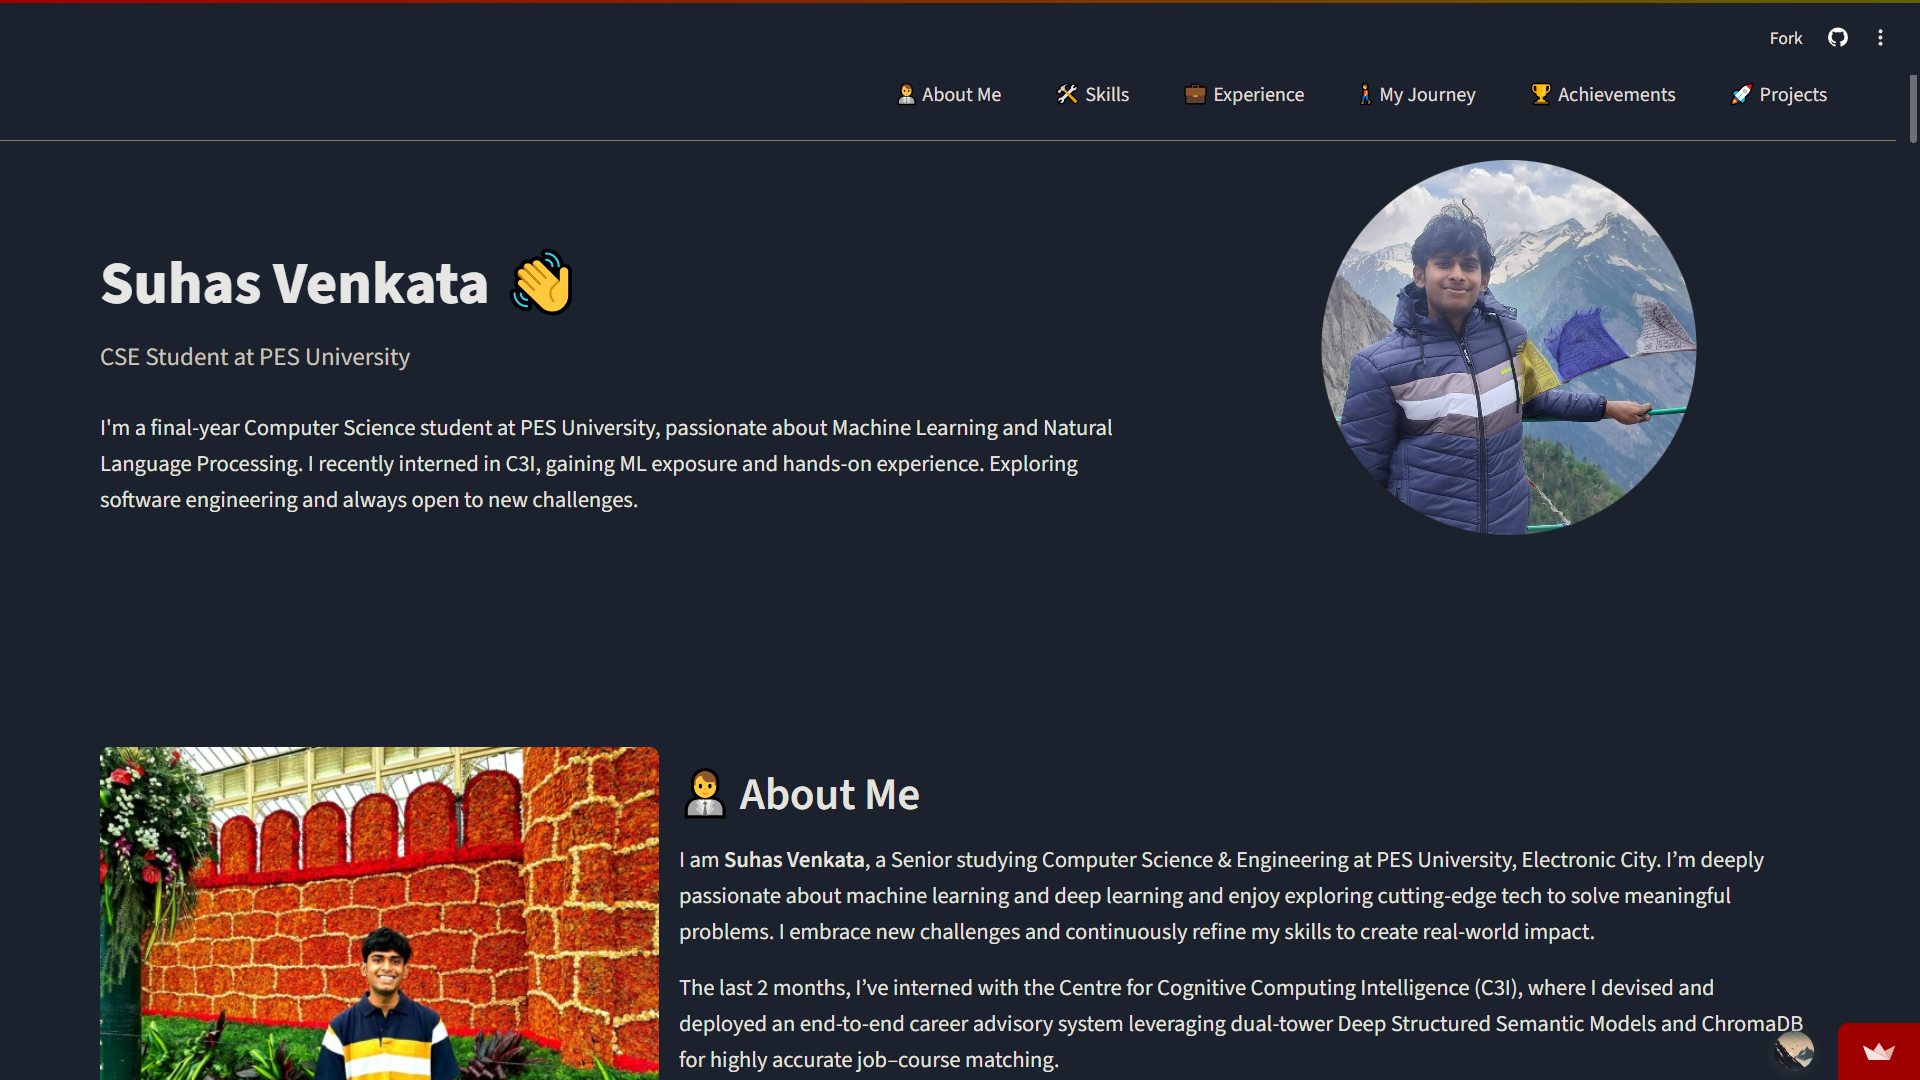 Fork
About Me
Skills
Experience
My Journey
Achievements
Projects
Suhas Venkata
CSE Student at PES University
I'm a final-year Computer Science student at PES University, passionate about Machine Learning and Natural
Language Processing. I recently interned in C3I, gaining ML exposure and hands-on experience. Exploring
software engineering and always open to new challenges.
About Me
I am Suhas Venkata, a Senior studying Computer Science & Engineering at PES University, Electronic City. I’m deeply
passionate about machine learning and deep learning and enjoy exploring cutting-edge tech to solve meaningful
problems. I embrace new challenges and continuously refine my skills to create real-world impact.
The last 2 months, I’ve interned with the Centre for Cognitive Computing Intelligence (C3I), where I devised and
deployed an end-to-end career advisory system leveraging dual-tower Deep Structured Semantic Models and ChromaDB
for highly accurate job–course matching.